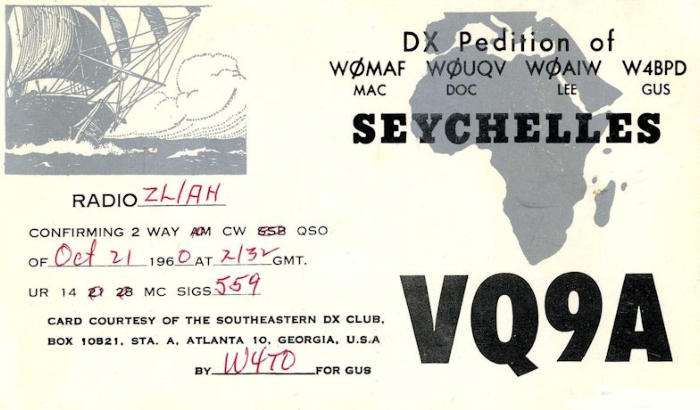 DX Pedition of
WØMAF WØUQV WØAIW W4BPD
MAC DOC LEE GUS
SEYCHELLES
RADIO ZL1AH
CONFIRMING 2 WAY AM CW SSB QSO
OF Oct 21 1960 AT 2132 GMT.
UR 14 21 28 MC SIGS 559
CARD COURTESY OF THE SOUTHEASTERN DX CLUB,
BOX 10821, STA. A, ATLANTA 10, GEORGIA, U.S.A
BY W4TO FOR GUS
VQ9A